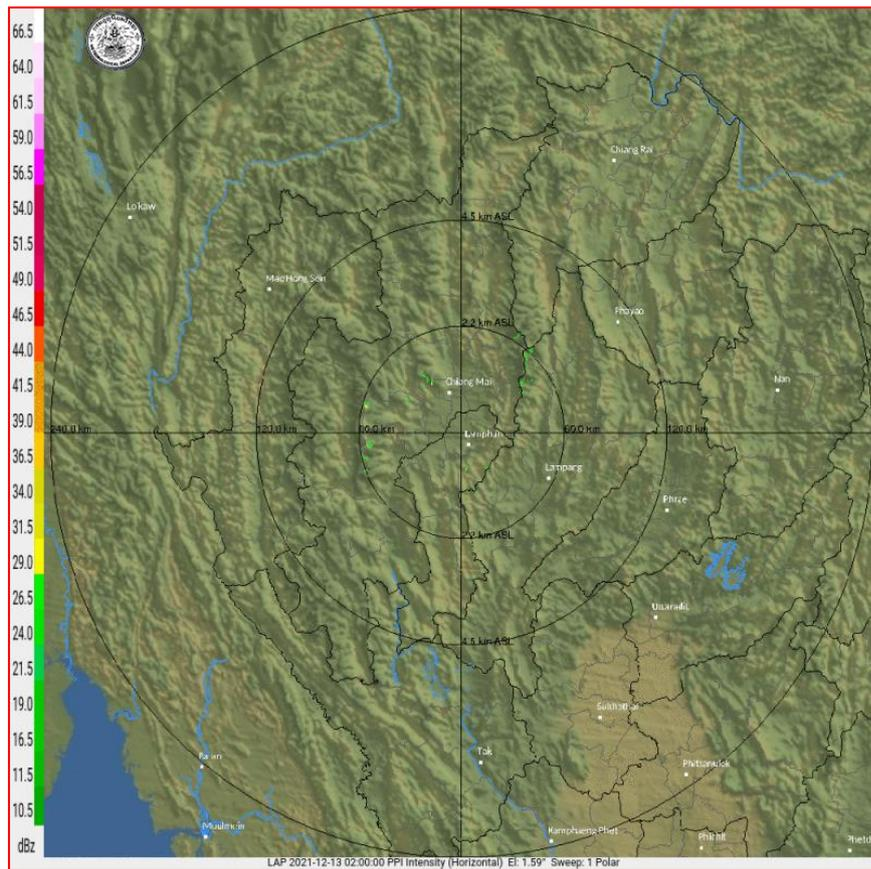 66.5
64.0
61.5
59.0
56.5
54.0
51.5
49.0
46.5
44.0
41.5
39.0
36.5
34.0
31.5
29.0
26.5
24.0
21.5
19.0
16.5
14.0
11.5
10.5
dBz
Chiang Rai
Loikaw
4.5 km ASL
Mae Hong Son
Phayao
2.2 km ASL
Chiang Mai
Nan
240.0 km
120.0 km
60.0 km
60.0 km
120.0 km
Lamphun
Lampang
Phrae
2.2 km ASL
Uttaradit
4.5 km ASL
Sukhothai
Tak
Pa'an
Phitsanulok
Moulmein
Kamphaeng Phet
Phichit
Phetch
LAP 2021-12-13 02:00:00 PPI Intensity (Horizontal) El: 1.59° Sweep: 1 Polar